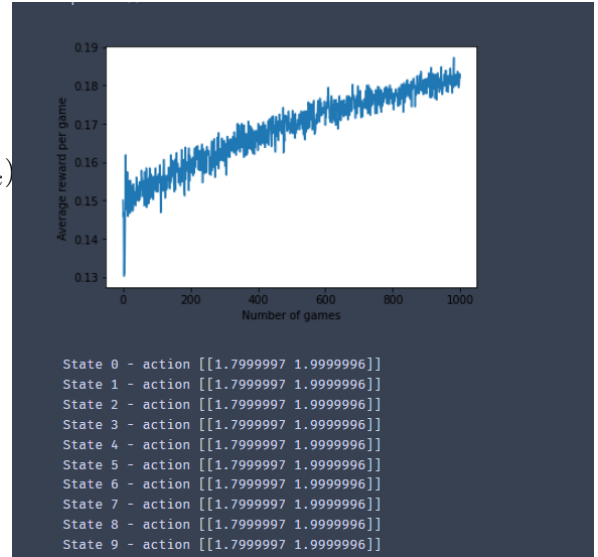 0.19
0.18
0.17
0.16
0.15
0.14
0.13
Average reward per game
0 200 400 600 800 1000
Number of games
State 0 - action [[1.7999997 1.9999996]]
State 1 - action [[1.7999997 1.9999996]]
State 2 - action [[1.7999997 1.9999996]]
State 3 - action [[1.7999997 1.9999996]]
State 4 - action [[1.7999997 1.9999996]]
State 5 - action [[1.7999997 1.9999996]]
State 6 - action [[1.7999997 1.9999996]]
State 7 - action [[1.7999997 1.9999996]]
State 8 - action [[1.7999997 1.9999996]]
State 9 - action [[1.7999997 1.9999996]]